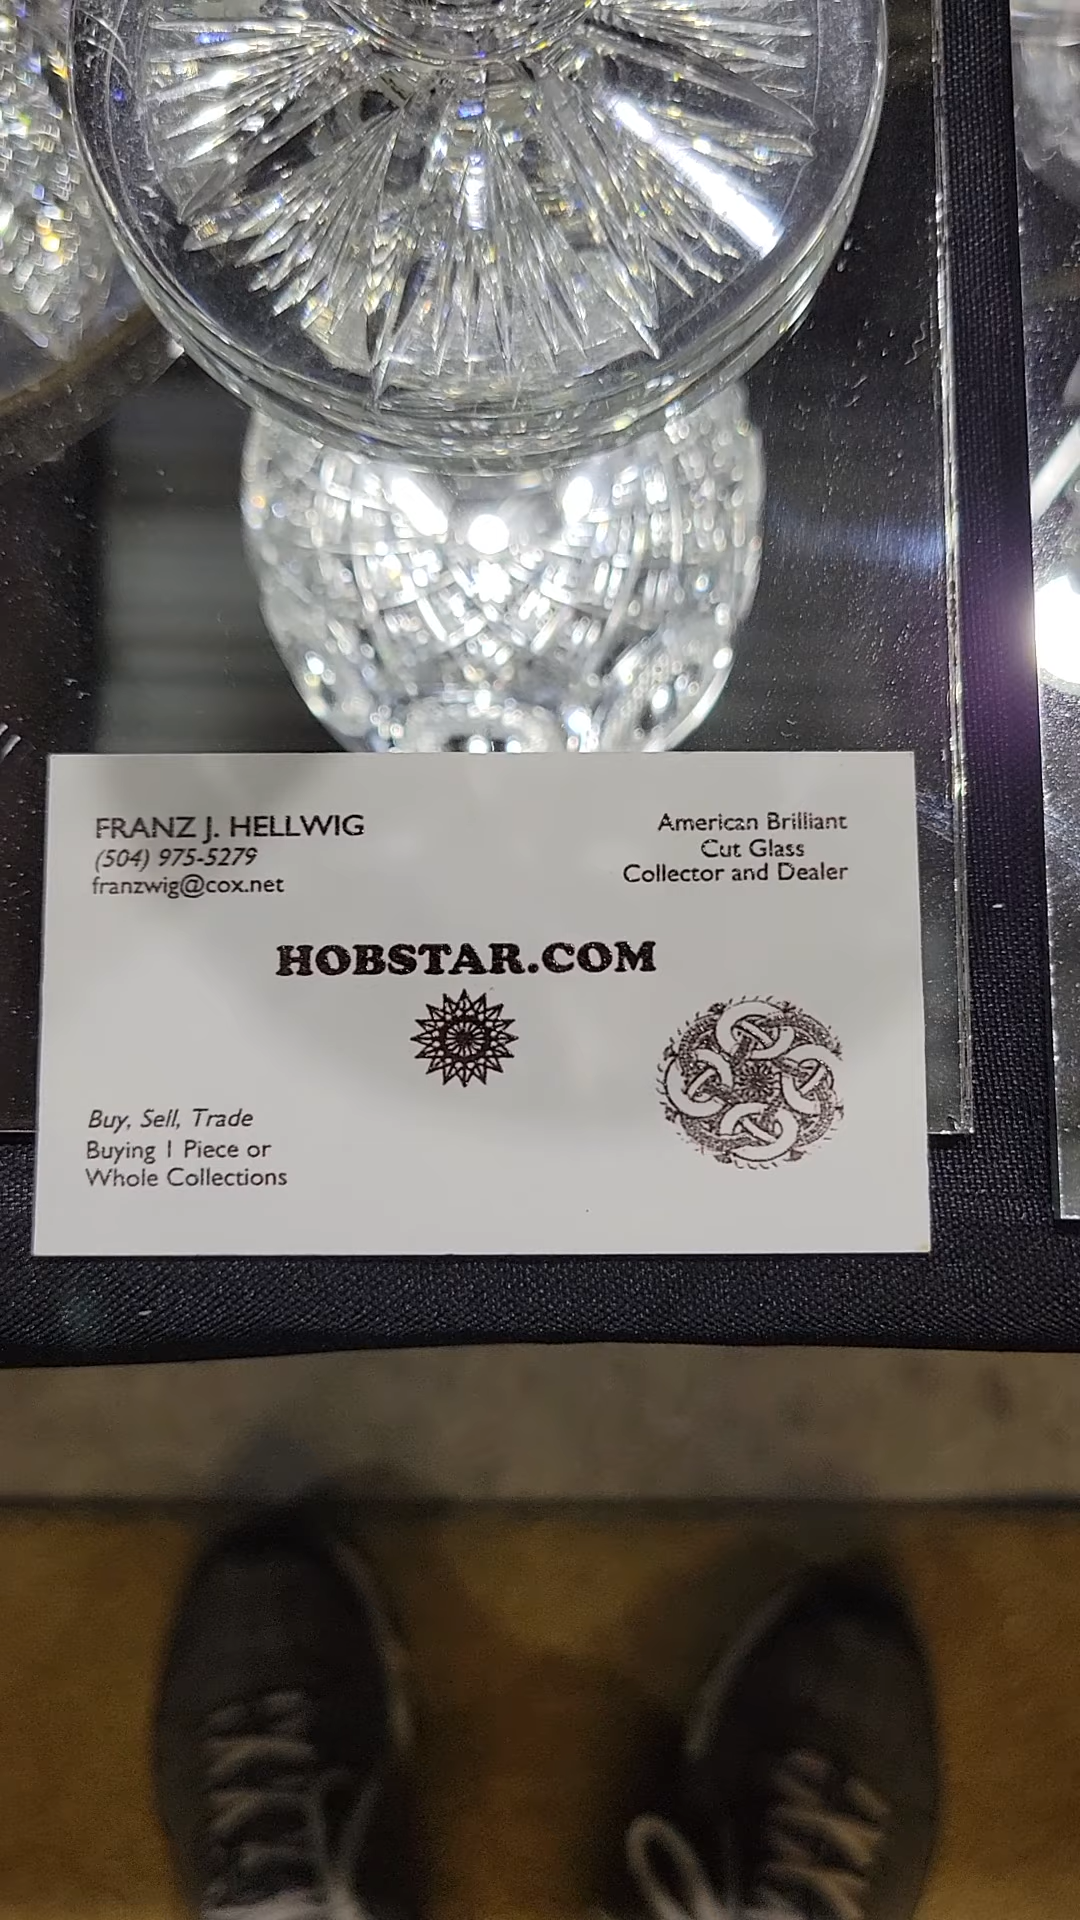 FRANZ J. HELLWIG
(504) 975-5279
franzwig@cox.net
American Brilliant
Cut Glass
Collector and Dealer
HOBSTAR.COM
Buy, Sell, Trade
Buying 1 Piece or
Whole Collections